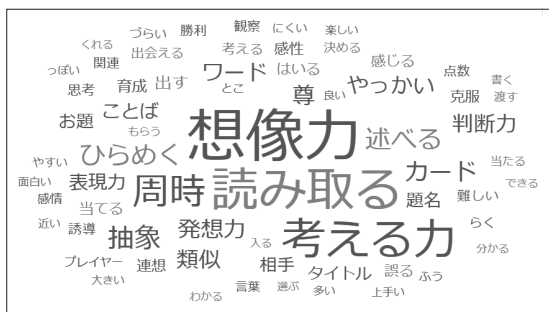 づらい 勝利 観察 にくい 楽しい
くれる 出会える 考える 感性 決める
っぽい 関連 ワード はいる 感じる 点数
思考 育成 出す とこ 尊 良い やっかい 克服 書く 渡す
お題 ことば 想像力 述べる 判断力
もらう
ひらめく
やすい 表現力 周時 読み取る カード 当たる
面白い 題名 難しい できる
感情 当てる
近い 誘導 抽象 発想力 入る 考える力 らく
分かる
プレイヤー 連想 類似 相手 タイトル 誤る ふう
大きい
わかる 言葉 選ぶ 多い 上手い